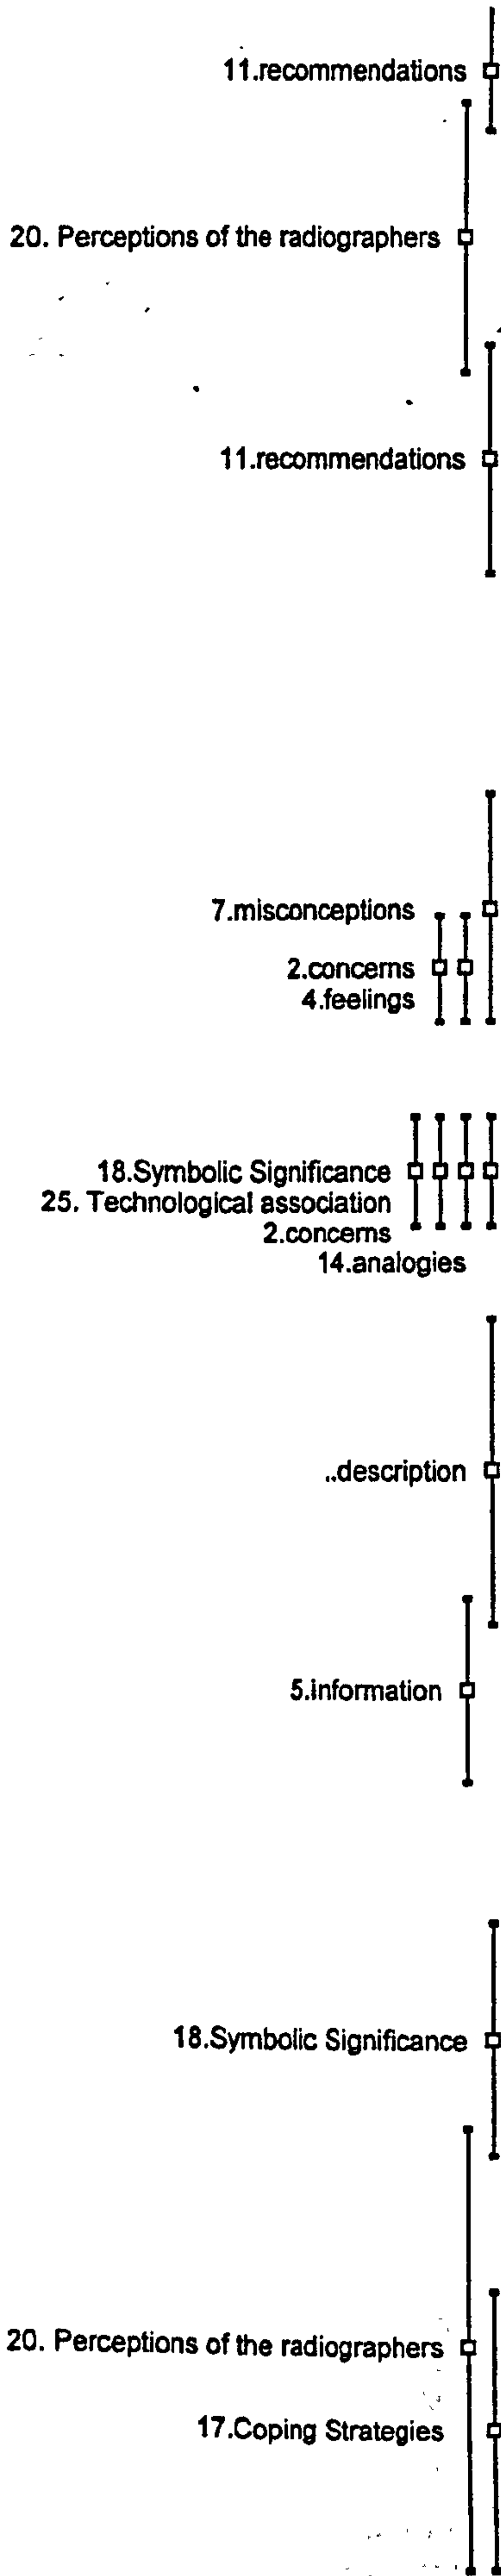 11.recommendations
20. Perceptions of the radiographers
11.recommendations
7.misconceptions
2.concerns
4.feelings
18.Symbolic Significance
25. Technological association
2.concerns
14.analogies
..description
5.information
18.Symbolic Significance
20. Perceptions of the radiographers
17.Coping Strategies